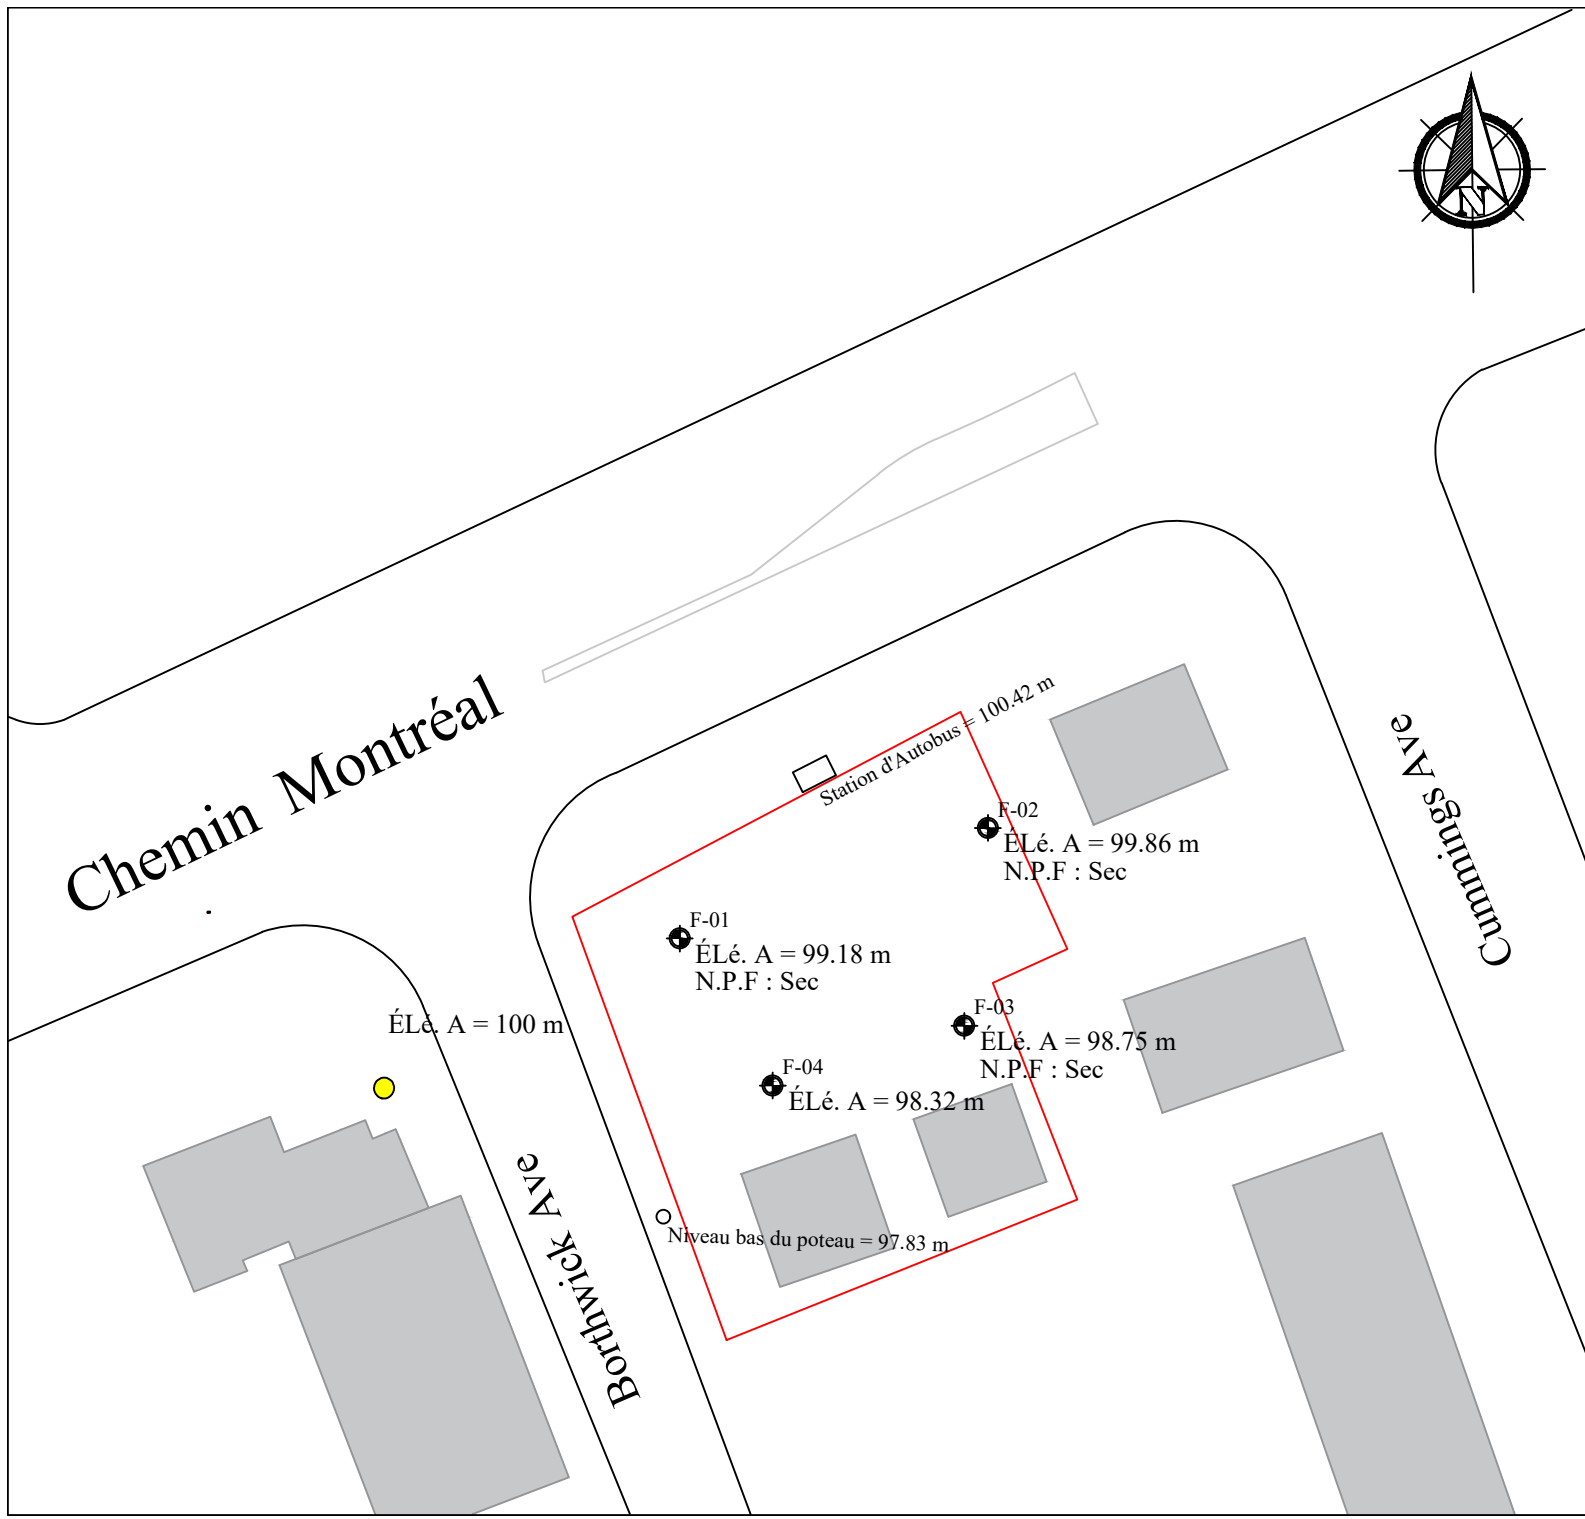 N
Chemin Montréal
Station d'Autobus = 100.42 m
Cummings Ave
F-02
ÉLé. A = 99.86 m
N.P.F : Sec
F-01
ÉLé. A = 99.18 m
N.P.F : Sec
ÉLé. A = 100 m
F-03
ÉLé. A = 98.75 m
N.P.F : Sec
F-04
ÉLé. A = 98.32 m
Borthwick Ave
Niveau bas du poteau = 97.83 m